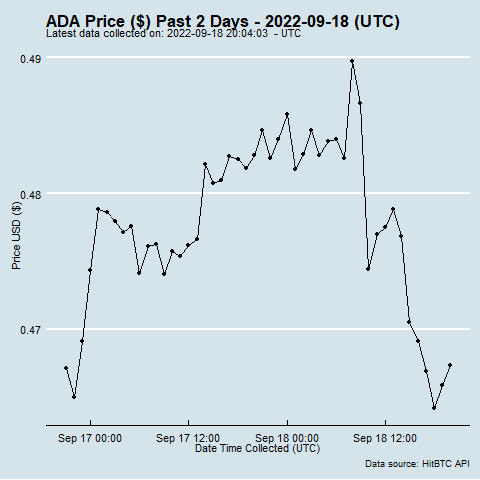 ADA Price ($) Past 2 Days - 2022-09-18 (UTC)
Latest data collected on: 2022-09-18 20:04:03  - UTC
0.49
0.48
0.47
Price USD ($)
Sep 17 00:00
Sep 17 12:00
Sep 18 00:00
Sep 18 12:00
Date Time Collected (UTC)
Data source: HitBTC API